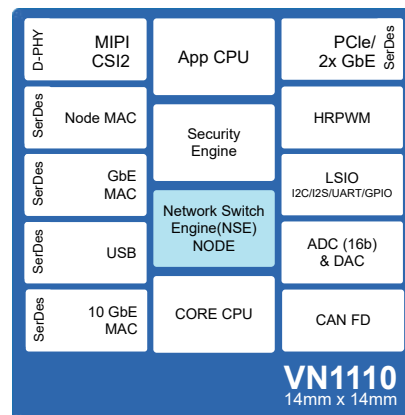 D-PHY
MIPI
CSI2
App CPU
PCIe/
2x GbE
SerDes
SerDes
Node MAC
Security
Engine
HRPWM
SerDes
GbE
MAC
Network Switch
Engine(NSE)
NODE
LSIO
I2C/I2S/UART/GPIO
SerDes
USB
ADC (16b)
& DAC
SerDes
10 GbE
MAC
CORE CPU
CAN FD
VN1110
14mm x 14mm